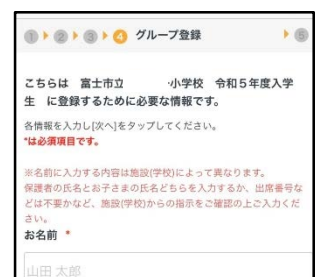 1 2 3 4 グループ登録 5
こちらは 富士市立 小学校 令和5年度入学
生 に登録するために必要な情報です。
各情報を入力し[次へ]をタップしてください。
*は必須項目です。
※名前に入力する内容は施設(学校)によって異なります。
保護者の氏名とお子さまの氏名どちらを入力するか、出席番号な
どは不要かなど、施設(学校)からの指示をご確認の上ご入力くだ
さい。
お名前 *
山田 太郎